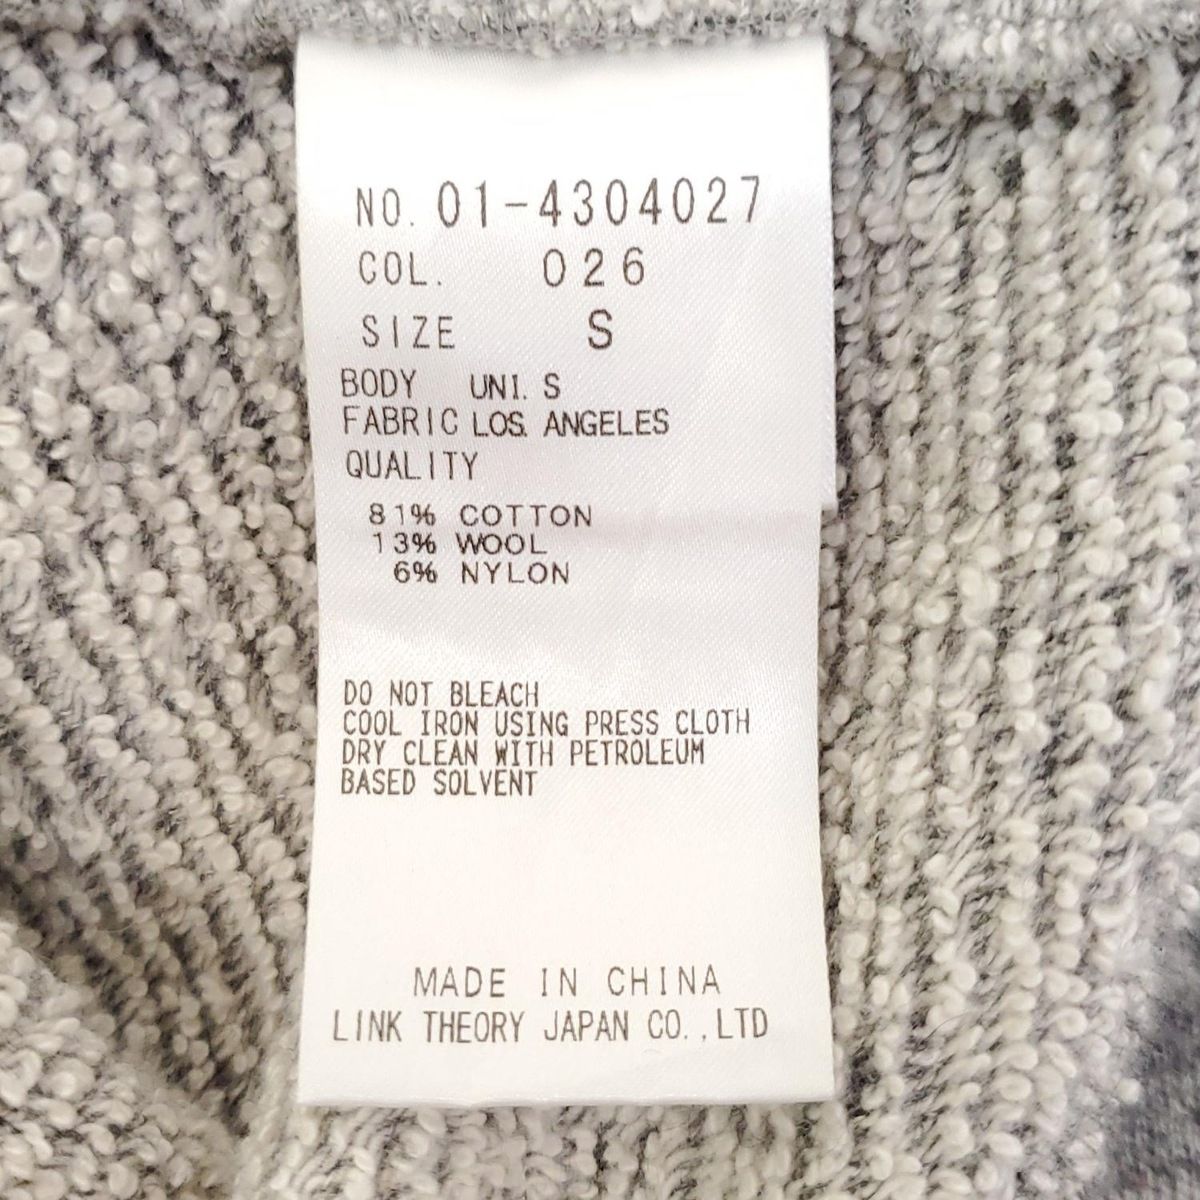 NO. 01-4304027
COL. 026
SIZE S
BODY UNI. S
FABRIC LOS. ANGELES
QUALITY
81% COTTON
13% WOOL
6% NYLON
DO NOT BLEACH
COOL IRON USING PRESS CLOTH
DRY CLEAN WITH PETROLEUM
BASED SOLVENT
MADE IN CHINA
LINK THEORY JAPAN CO.,LTD